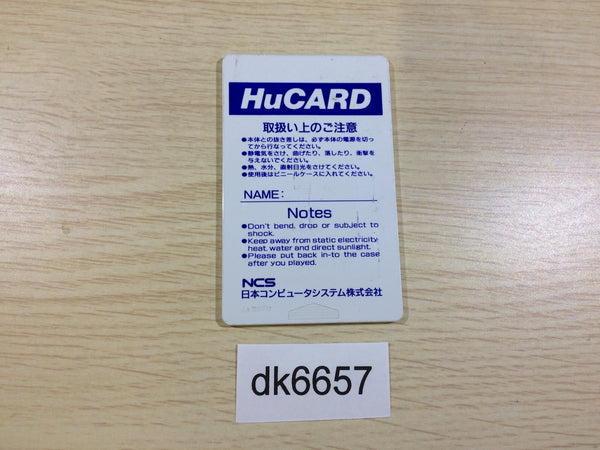 HuCARD
取扱い上のご注意
●本体との抜き差しは、必ず本体の電源を切っ
てから行なってください。
●静電気をさけ、曲げたり、落したり、衝撃を
与えないでください。
●熱、水分、直射日光をさけてください。
●使用後はビニールケースに入れてください。
NAME:
Notes
●Don't bend, drop or subject to
shock.
●Keep away from static electricity,
heat, water and direct sunlight.
●Please put back in-to the case
after you played.
NCS
日本コンピュータシステム株式会社
dk6657